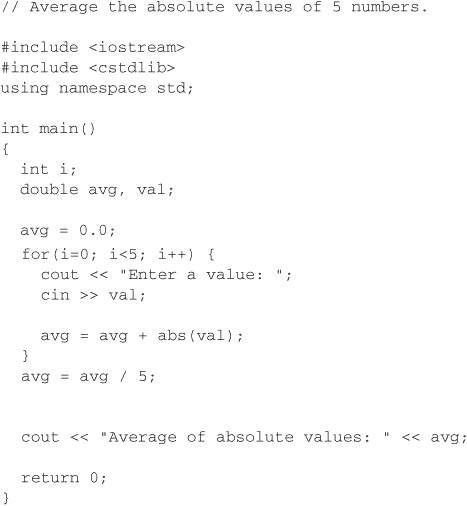 // Average the absolute values of 5 numbers.
#include <iostream>
#include <cstdlib>
using namespace std;
int main()
{
int i;
double avg, val;
avg = 0.0;
for(i=0; i<5; i++) {
cout << "Enter a value: ";
cin >> val;
avg = avg + abs(val);
}
avg = avg / 5;
cout << "Average of absolute values: " << avg;
return 0;
}